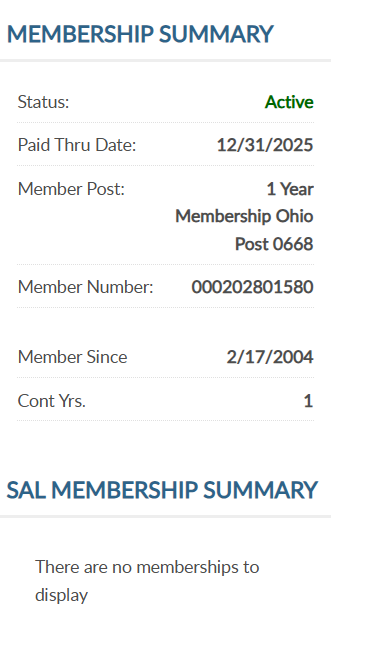 MEMBERSHIP SUMMARY
Status: Active
Paid Thru Date: 12/31/2025
Member Post: 1 Year
Membership Ohio
Post 0668
Member Number: 000202801580
Member Since 2/17/2004
Cont Yrs. 1
SAL MEMBERSHIP SUMMARY
There are no memberships to
display